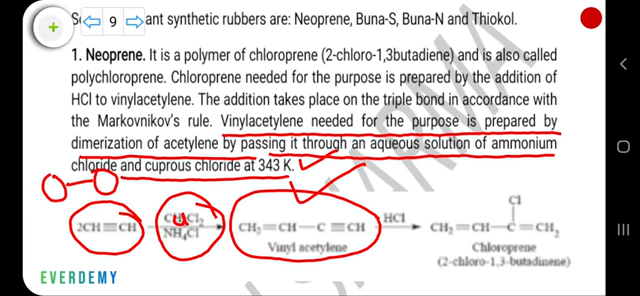 9
ant synthetic rubbers are: Neoprene, Buna-S, Buna-N and Thiokol.
1. Neoprene. It is a polymer of chloroprene (2-chloro-1,3butadiene) and is also called
polychloroprene. Chloroprene needed for the purpose is prepared by the addition of
HCl to vinylacetylene. The addition takes place on the triple bond in accordance with
the Markovnikov's rule. Vinylacetylene needed for the purpose is prepared by
dimerization of acetylene by passing it through an aqueous solution of ammonium
chloride and cuprous chloride at 343 K.
Cl
2CH≡CH NH₄Cl CH₂=CH—C≡CH HCl CH₂=CH—C=CH₂
Vinyl acetylene Chloroprene
(2-chloro-1,3-butadinene)
EVERDEMY